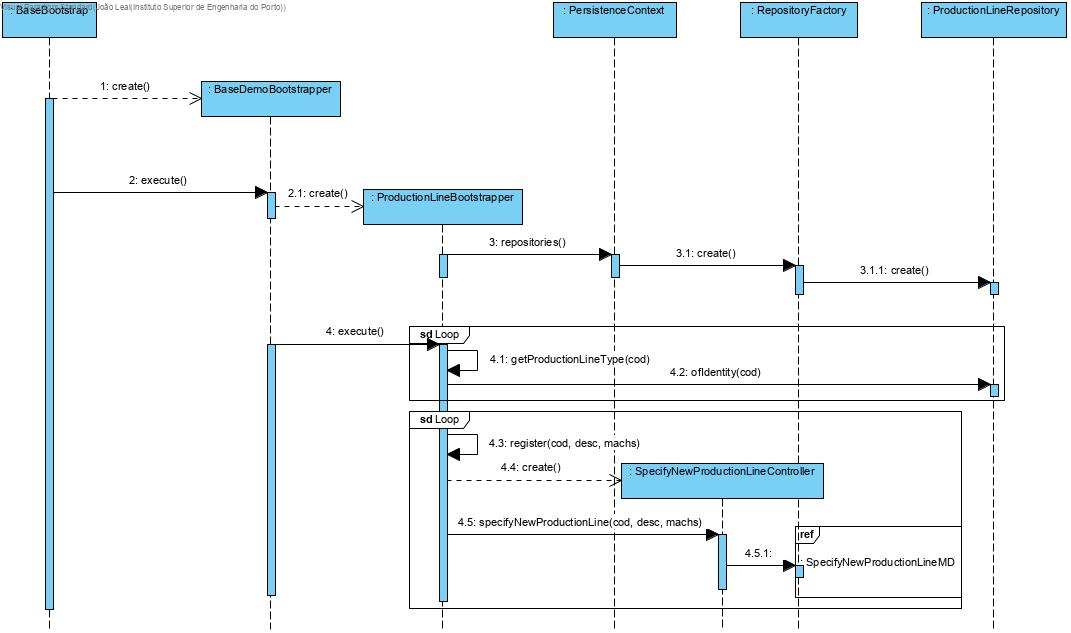 João Leal(Instituto Superior de Engenharia do Porto))
: BaseBootstrap
: PersistenceContext
: RepositoryFactory
: ProductionLineRepository
1: create()
: BaseDemoBootstrapper
2: execute()
2.1: create()
: ProductionLineBootstrapper
3: repositories()
3.1: create()
3.1.1: create()
4: execute()
sd Loop
4.1: getProductionLineType(cod)
4.2: ofIdentity(cod)
sd Loop
4.3: register(cod, desc, machs)
4.4: create()
: SpecifyNewProductionLineController
4.5: specifyNewProductionLine(cod, desc, machs)
ref
4.5.1:
: SpecifyNewProductionLineMD